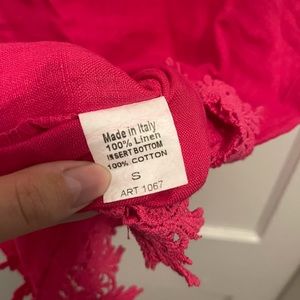 Made in Italy
100% Linen
INSERT BOTTOM
100% COTTON
S
ART 1067